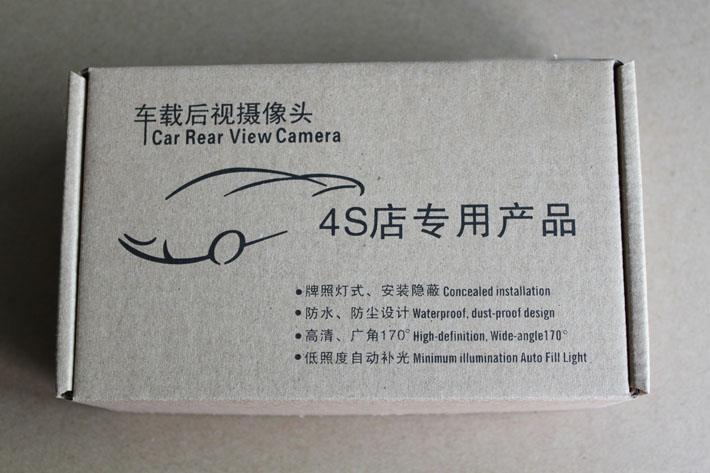 车载后视摄像头
Car Rear View Camera
4S店专用产品
●牌照灯式、安装隐蔽 Concealed installation
●防水、防尘设计 Waterproof, dust-proof design
●高清、广角170° High-definition, Wide-angle170°
●低照度自动补光 Minimum illumination Auto Fill Light